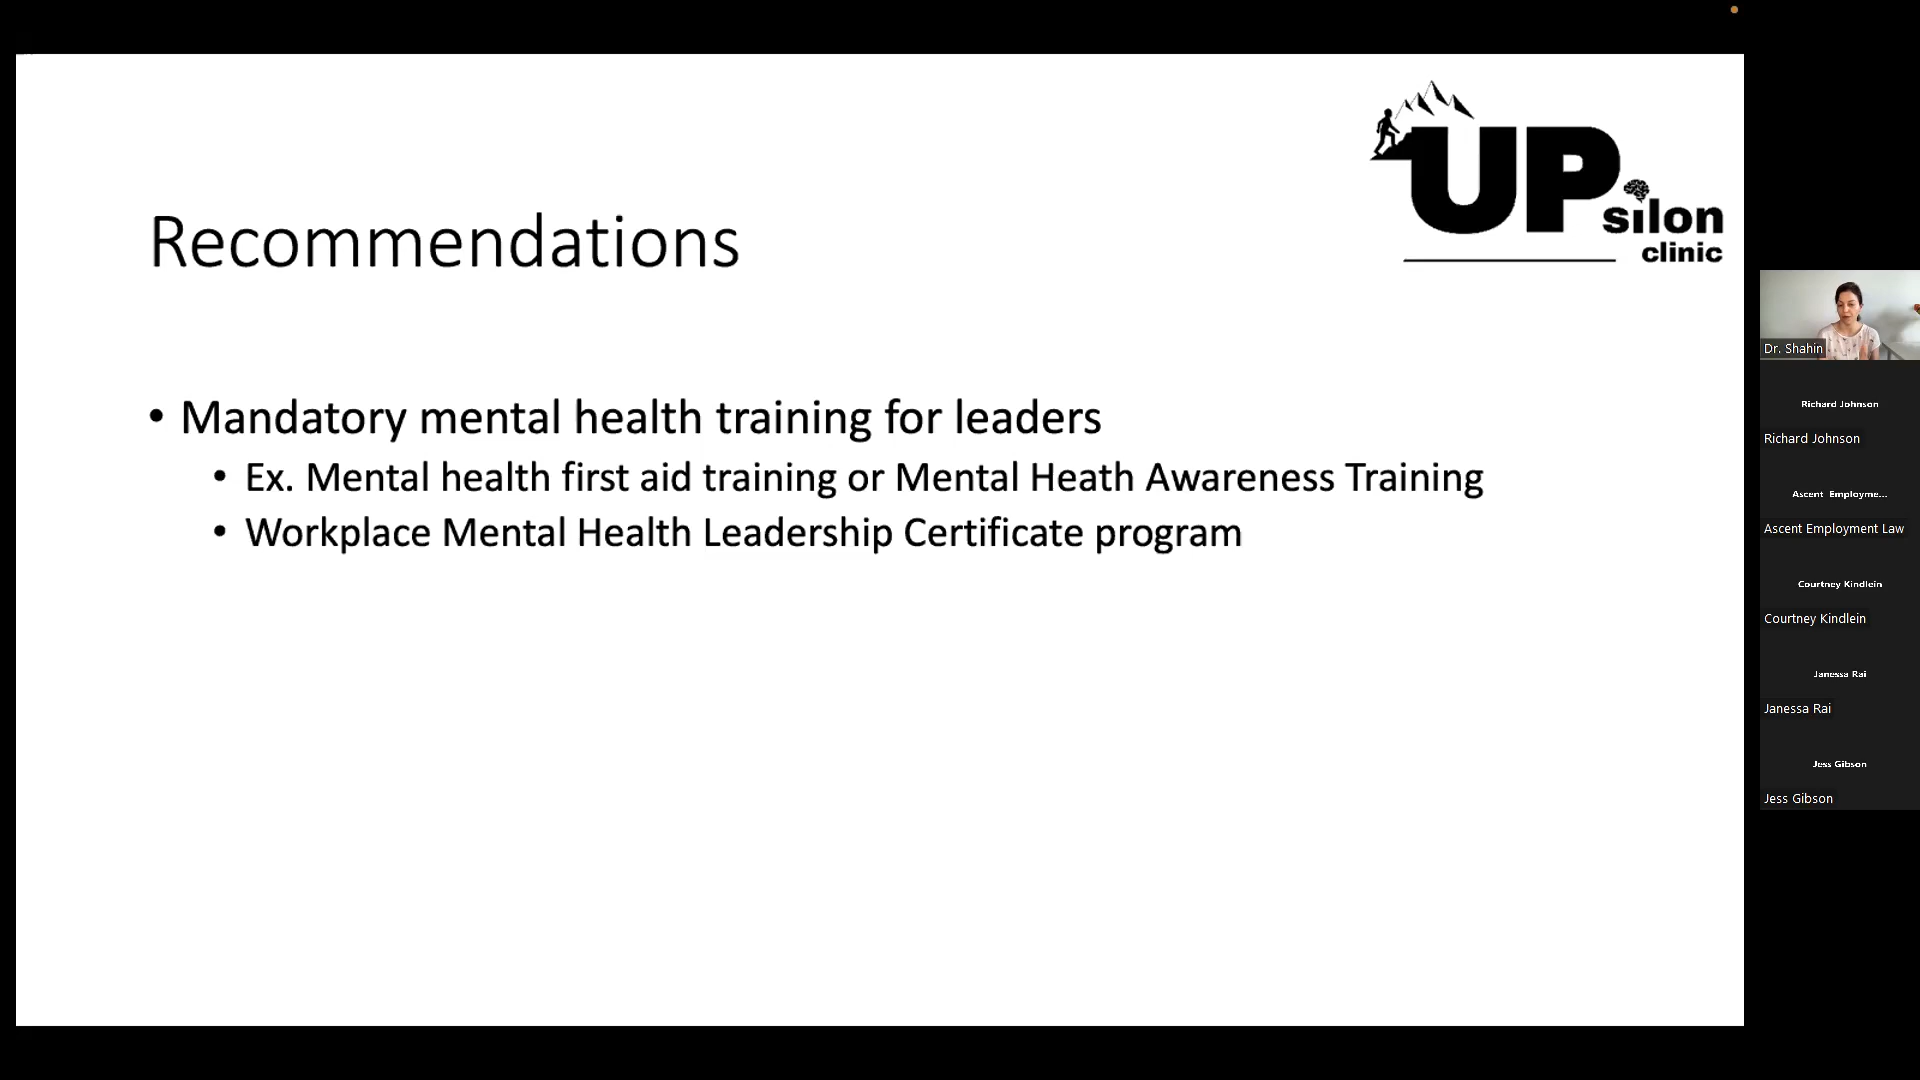 UPsilon
clinic
Recommendations
• Mandatory mental health training for leaders
• Ex. Mental health first aid training or Mental Heath Awareness Training
• Workplace Mental Health Leadership Certificate program
Dr. Shahin
Richard Johnson
Richard Johnson
Ascent Employme...
Ascent Employment Law
Courtney Kindlein
Courtney Kindlein
Janessa Rai
Janessa Rai
Jess Gibson
Jess Gibson